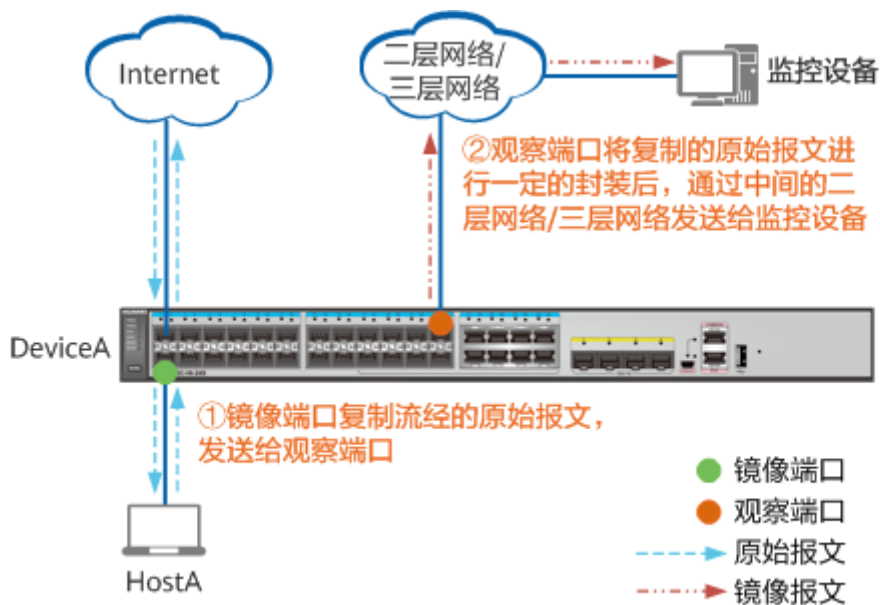 Internet
二层网络/
三层网络
监控设备
②观察端口将复制的原始报文进
行一定的封装后，通过中间的二
层网络/三层网络发送给监控设备
DeviceA
①镜像端口复制流经的原始报文，
发送给观察端口
镜像端口
观察端口
原始报文
镜像报文
HostA